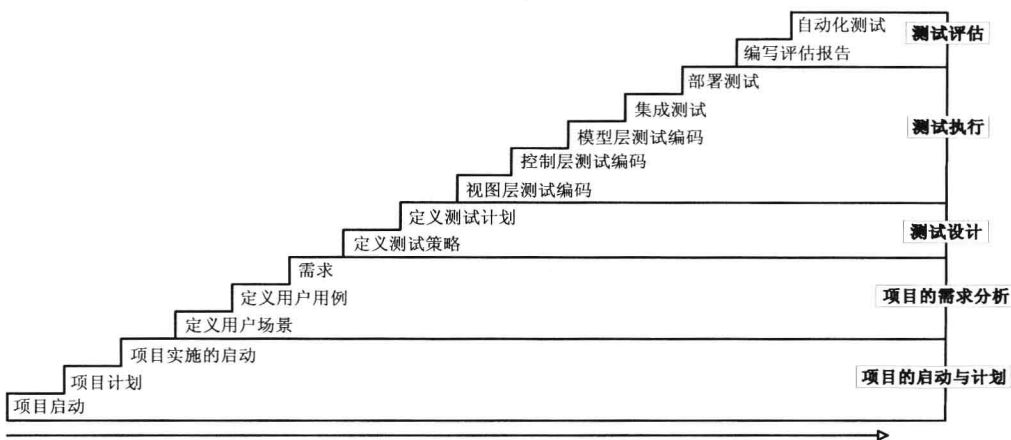 自动化测试
测试评估
编写评估报告
部署测试
集成测试
测试执行
模型层测试编码
控制层测试编码
视图层测试编码
定义测试计划
测试设计
定义测试策略
需求
定义用户用例
项目的需求分析
定义用户场景
项目实施的启动
项目计划
项目的启动与计划
项目启动